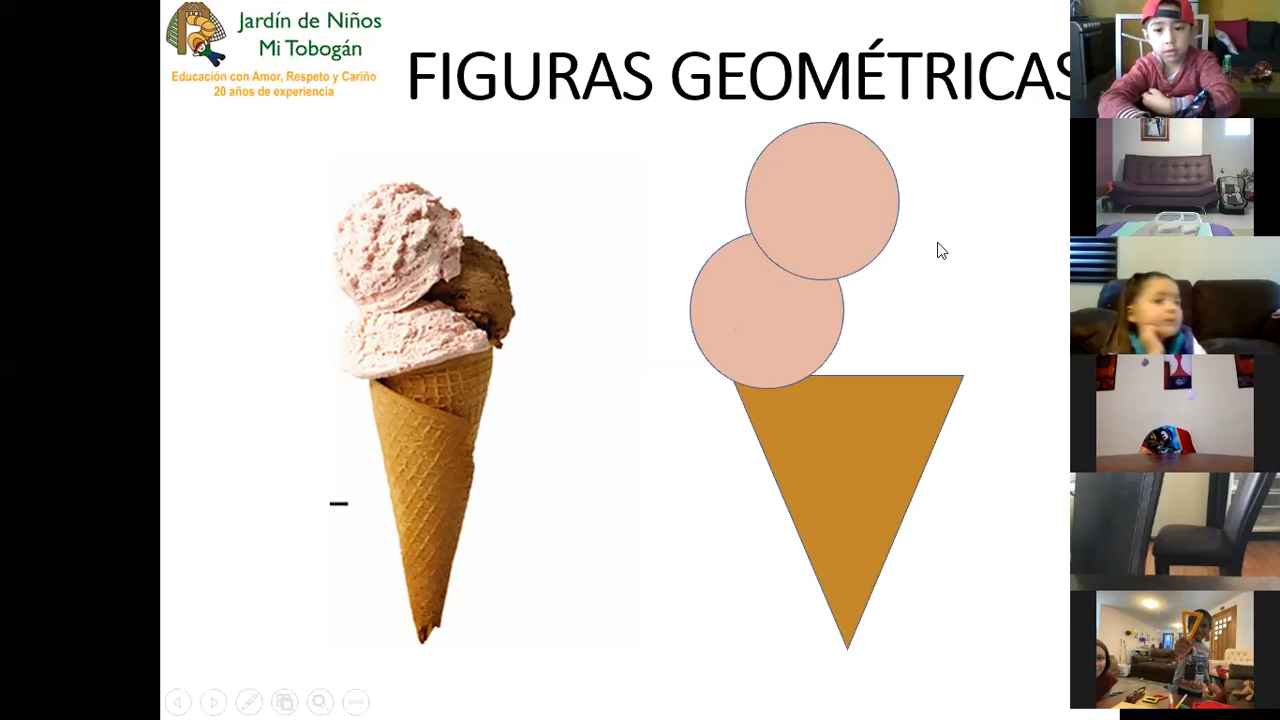 Jardín de Niños
Mi Tobogán
Educación con Amor, Respeto y Cariño
20 años de experiencia
FIGURAS GEOMÉTRICAS